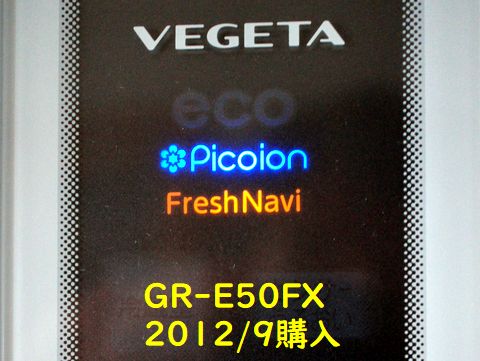 VEGETA
eco
Picoion
FreshNavi
GR-E50FX
2012/9購入